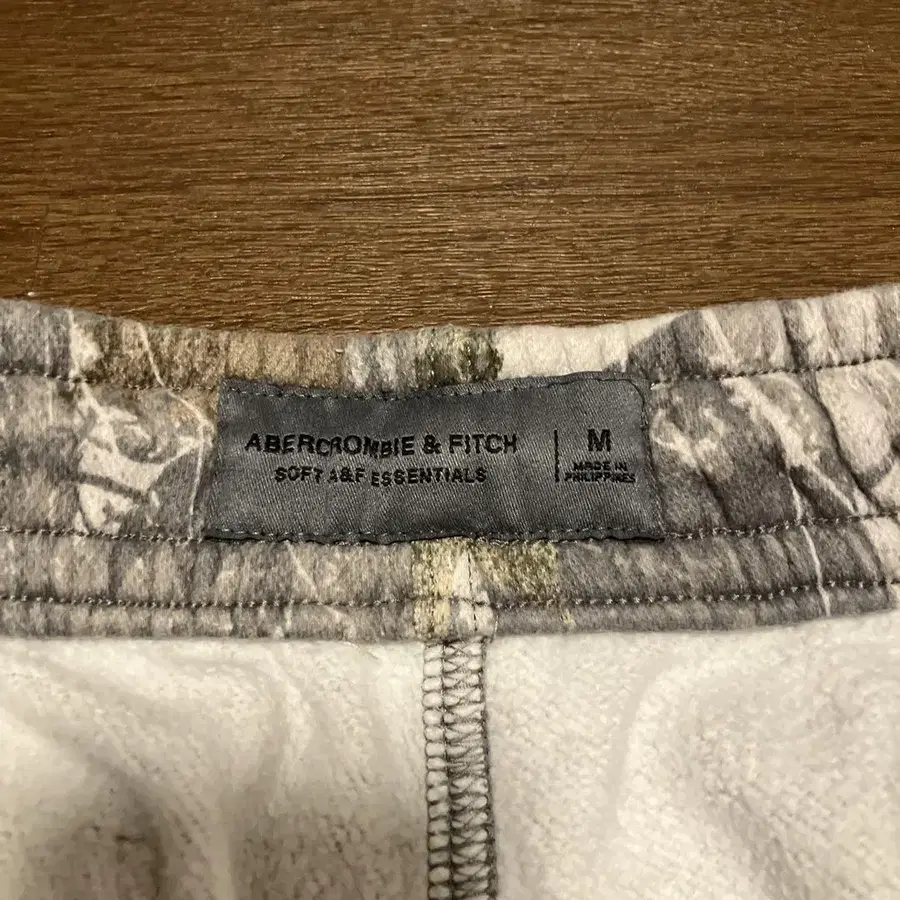 ABERCROMBIE & FITCH
SOFT A&F ESSENTIALS
M
MADE IN
PHILIPPINES